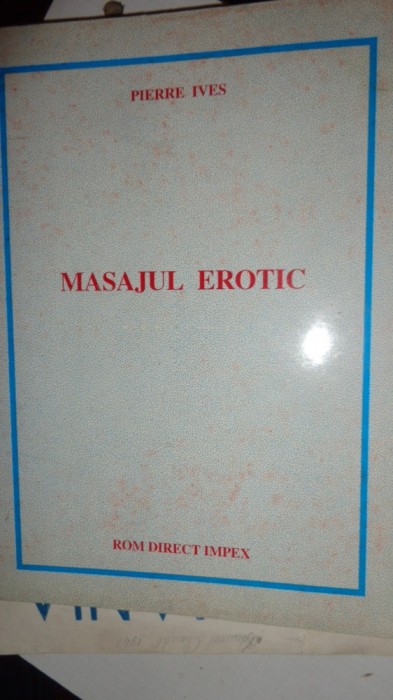 PIERRE IVES
MASAJUL EROTIC
ROM DIRECT IMPEX